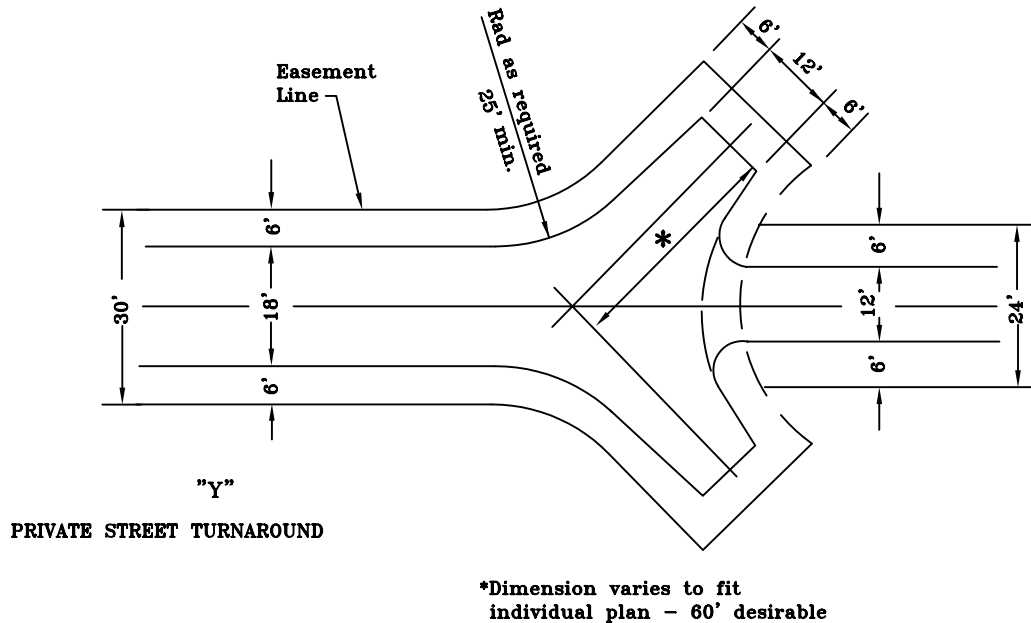 6'
12'
6'
Rad as required
25' min.
Easement
Line
6'
18'
6'
30'
*
6'
12'
6'
24'
"Y"
PRIVATE STREET TURNAROUND
*Dimension varies to fit
individual plan - 60' desirable